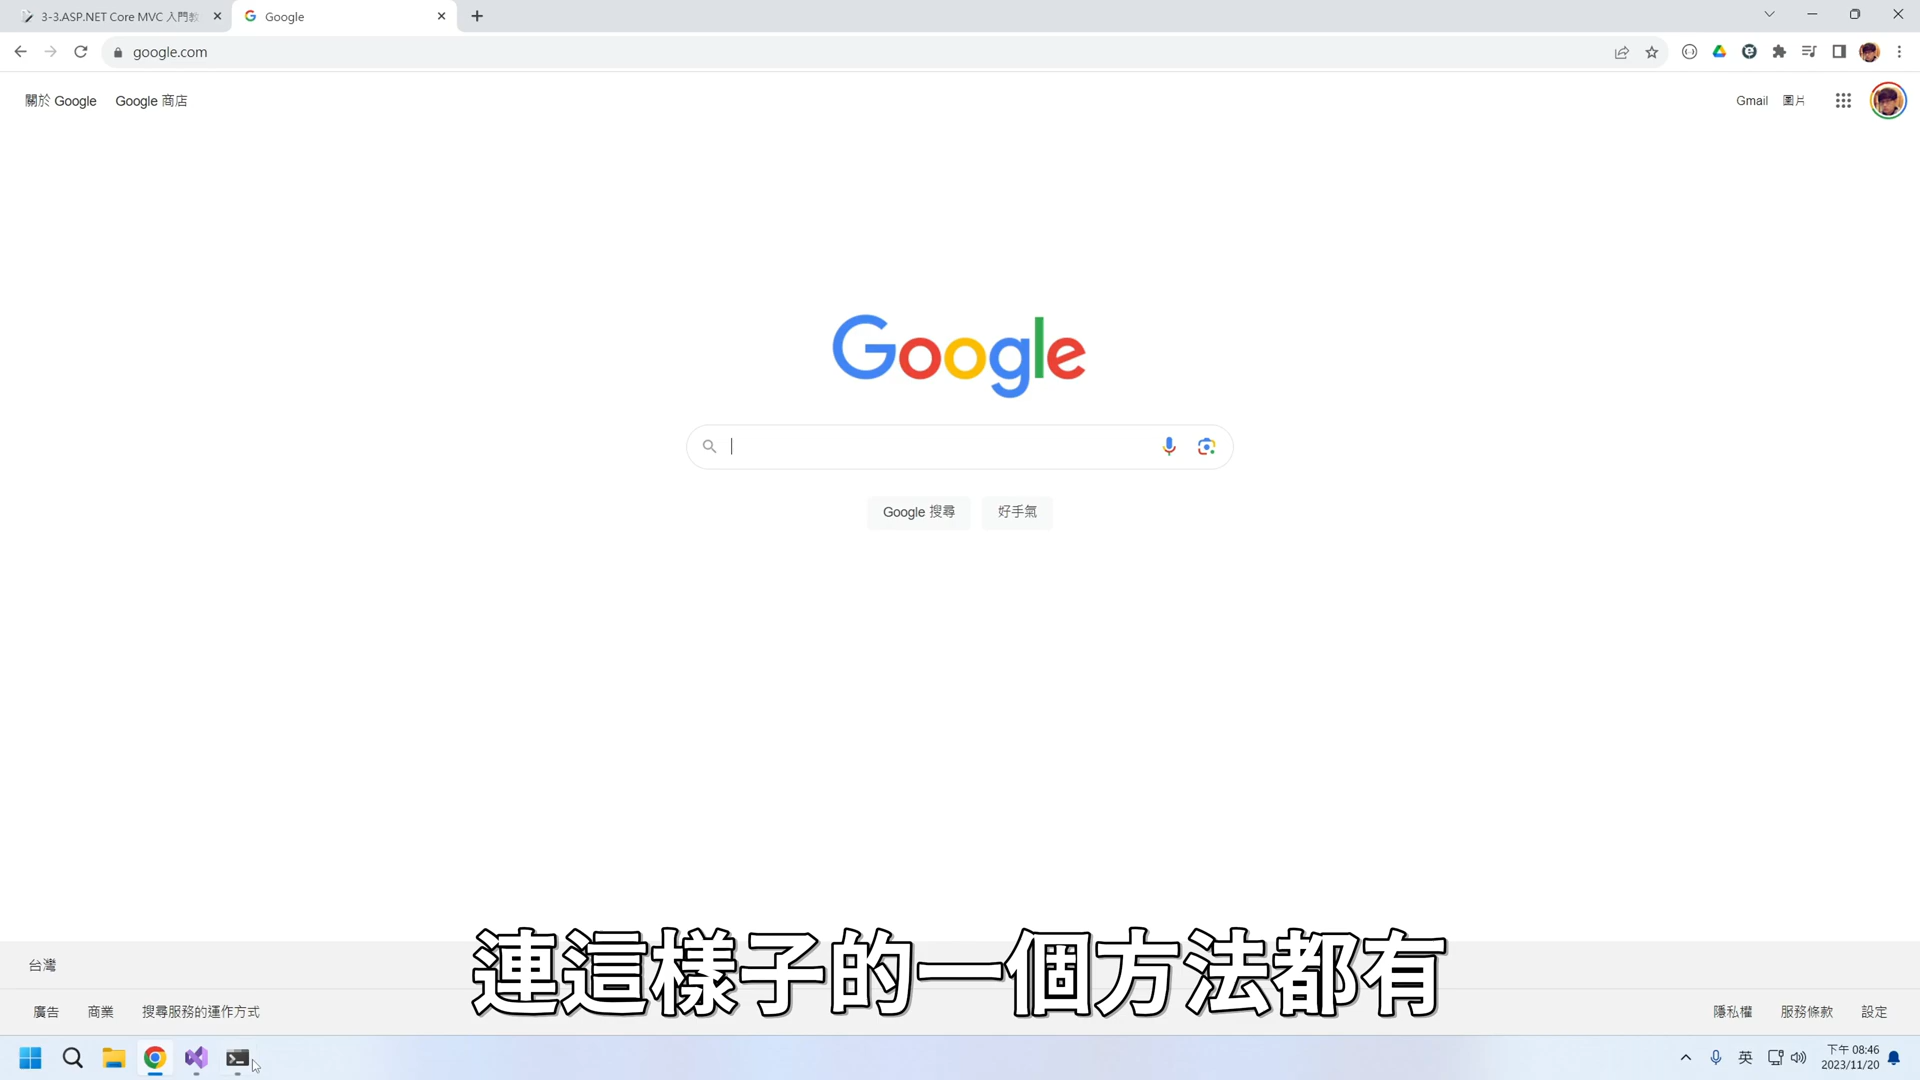 3-3.ASP.NET Core MVC 入門教
Google
google.com
關於 Google
Google 商店
Gmail
圖片
Google
Google 搜尋
好手氣
台灣
連這樣子的一個方法都有
廣告
商業
搜尋服務的運作方式
隱私權
服務條款
設定
英
下午 08:46
2023/11/20